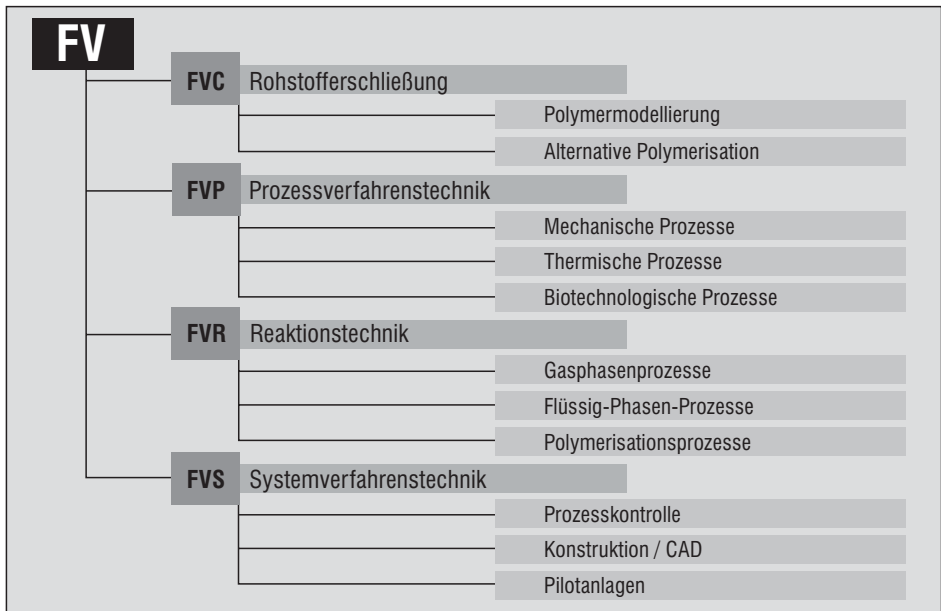 FV
FVC Rohstofferschließung
Polymermodellierung
Alternative Polymerisation
FVP Prozessverfahrenstechnik
Mechanische Prozesse
Thermische Prozesse
Biotechnologische Prozesse
FVR Reaktionstechnik
Gasphasenprozesse
Flüssig-Phasen-Prozesse
Polymerisationsprozesse
FVS Systemverfahrenstechnik
Prozesskontrolle
Konstruktion / CAD
Pilotanlagen